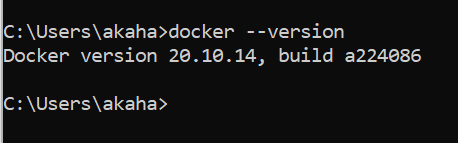 C:\Users\akaha>docker --version
Docker version 20.10.14, build a224086
C:\Users\akaha>